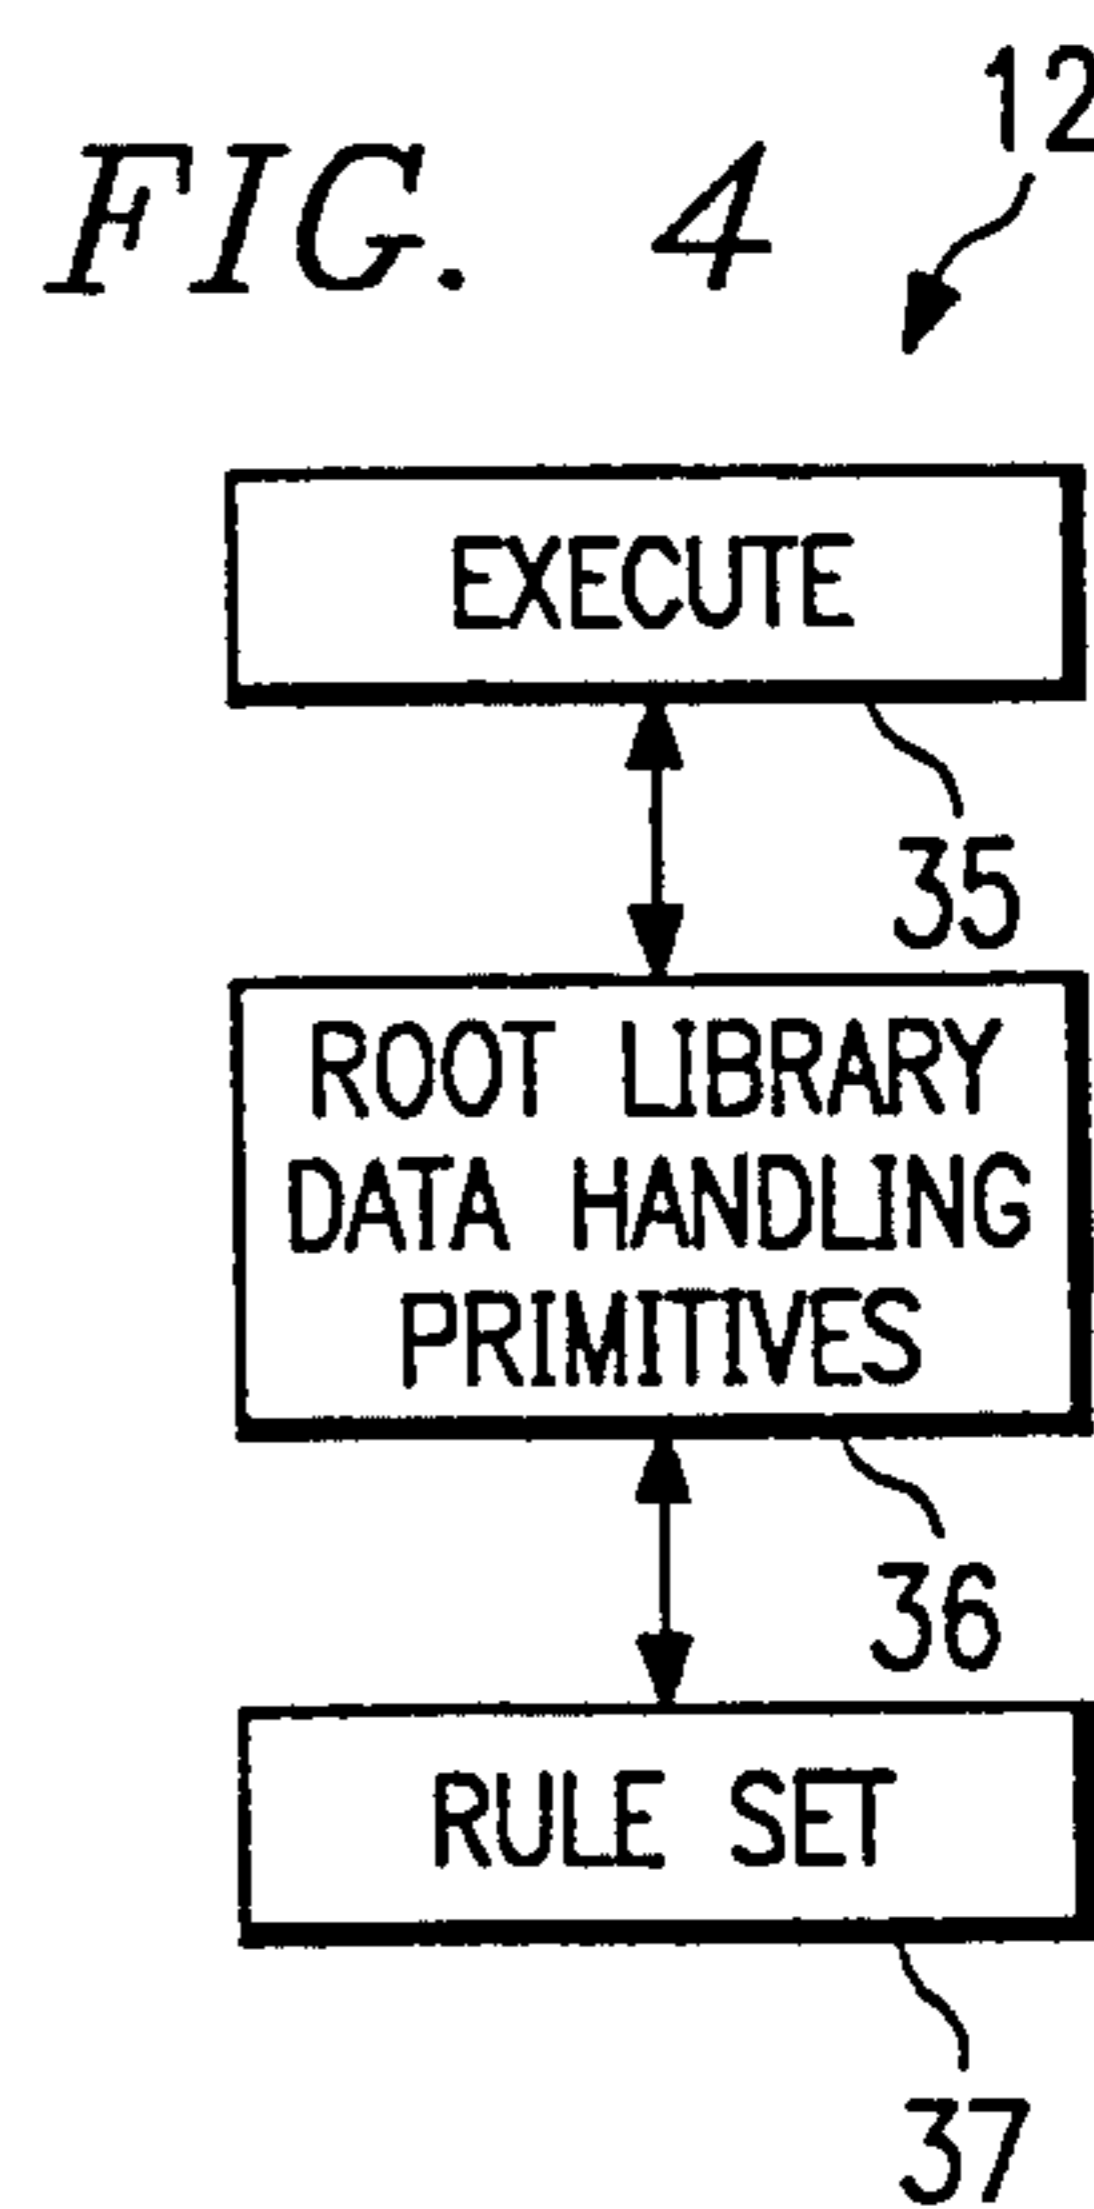 FIG. 4
12
EXECUTE
35
ROOT LIBRARY
DATA HANDLING
PRIMITIVES
36
RULE SET
37